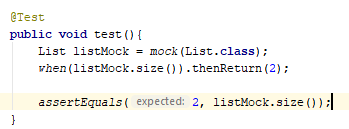 @Test
public void test(){
List listMock = mock(List.class);
when(listMock.size()).thenReturn(2);
assertEquals( expected: 2, listMock.size());
}